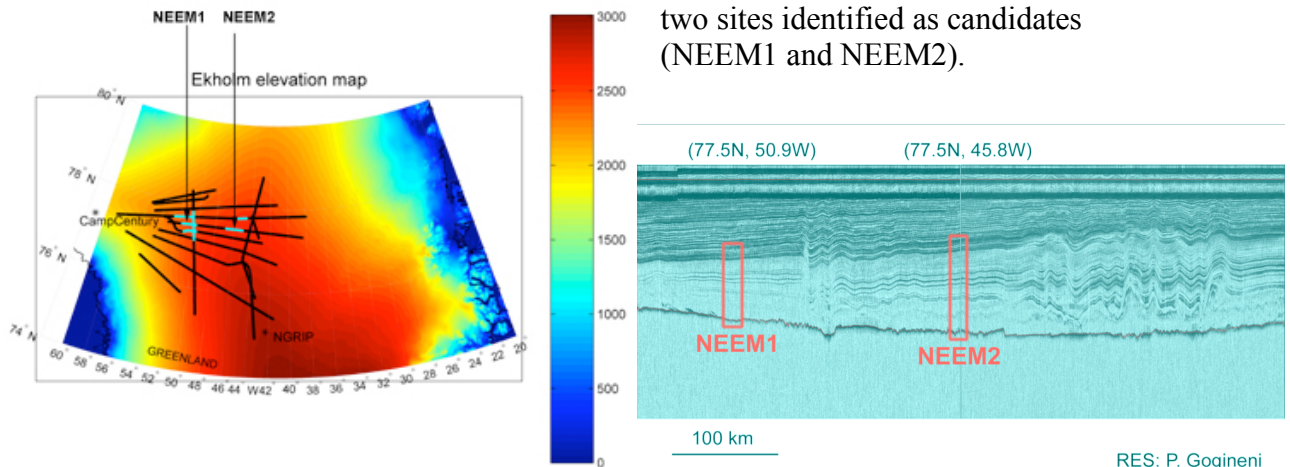 NEEM1 NEEM2
Ekholm elevation map
3000
2500
2000
1500
1000
500
0
80°N
78°N
76°N
74°N
CampCentury
NGRIP
GREENLAND
60 58 56 54 52 50 48 46 44 W42 40 38 36 34 32 30 28 26 24 22 20
two sites identified as candidates
(NEEM1 and NEEM2).
(77.5N, 50.9W) (77.5N, 45.8W)
NEEM1
NEEM2
100 km
RES: P. Gogineni